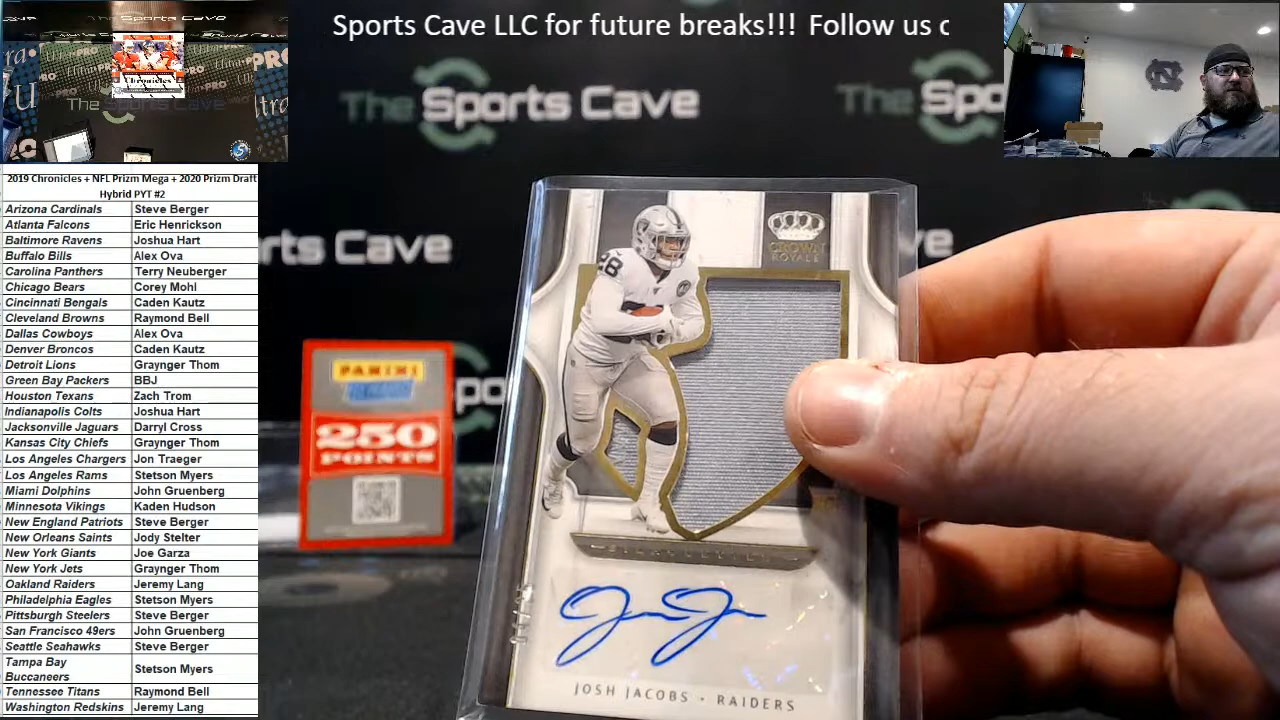 Sports Cave LLC for future breaks!!! Follow us c
Chronicles
The Sports Cave
The Spo
rts Cave
2019 Chronicles + NFL Prizm Mega + 2020 Prizm Draft
Hybrid PYT #2
Arizona Cardinals Steve Berger
Atlanta Falcons Eric Henrickson
Baltimore Ravens Joshua Hart
Buffalo Bills Alex Ova
Carolina Panthers Terry Neuberger
Chicago Bears Corey Mohl
Cincinnati Bengals Caden Kautz
Cleveland Browns Raymond Bell
Dallas Cowboys Alex Ova
Denver Broncos Caden Kautz
Detroit Lions Graynger Thom
Green Bay Packers BBJ
Houston Texans Zach Trom
Indianapolis Colts Joshua Hart
Jacksonville Jaguars Darryl Cross
Kansas City Chiefs Graynger Thom
Los Angeles Chargers Jon Traeger
Los Angeles Rams Stetson Myers
Miami Dolphins John Gruenberg
Minnesota Vikings Kaden Hudson
New England Patriots Steve Berger
New Orleans Saints Jody Stelter
New York Giants Joe Garza
New York Jets Graynger Thom
Oakland Raiders Jeremy Lang
Philadelphia Eagles Stetson Myers
Pittsburgh Steelers Steve Berger
San Francisco 49ers John Gruenberg
Seattle Seahawks Steve Berger
Tampa Bay
Buccaneers Stetson Myers
Tennessee Titans Raymond Bell
Washington Redskins Jeremy Lang
PANINI
250
POINTS
CROWN
ROYALE
28
JOSH JACOBS • RAIDERS